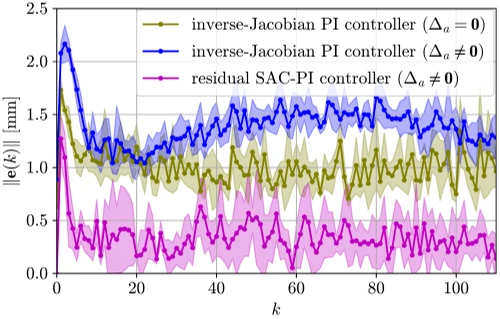 2.5
2.0
1.5
1.0
0.5
0.0
‖e(k)‖ [mm]
inverse-Jacobian PI controller (Δₐ = 0)
inverse-Jacobian PI controller (Δₐ ≠ 0)
residual SAC-PI controller (Δₐ ≠ 0)
0 20 40 60 80 100
k